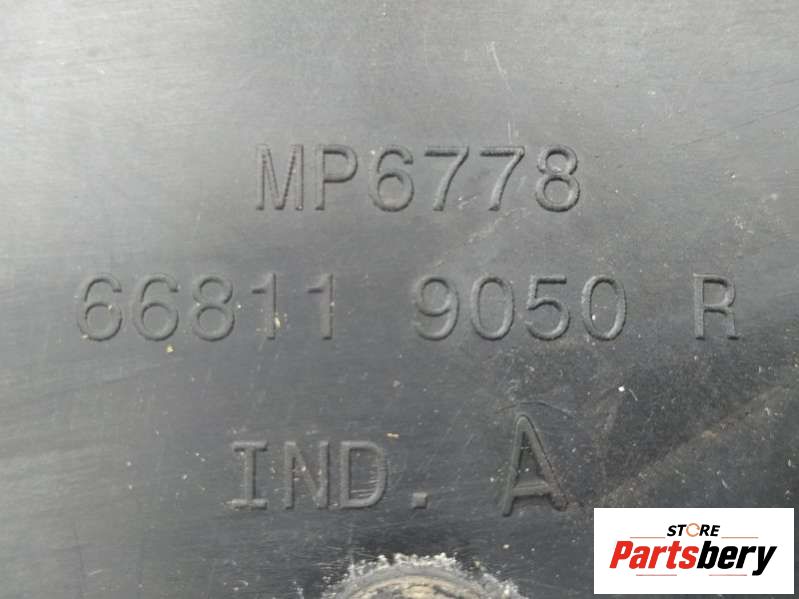 MP6778
66811 9050 R
IND. A
STORE
Partsbery